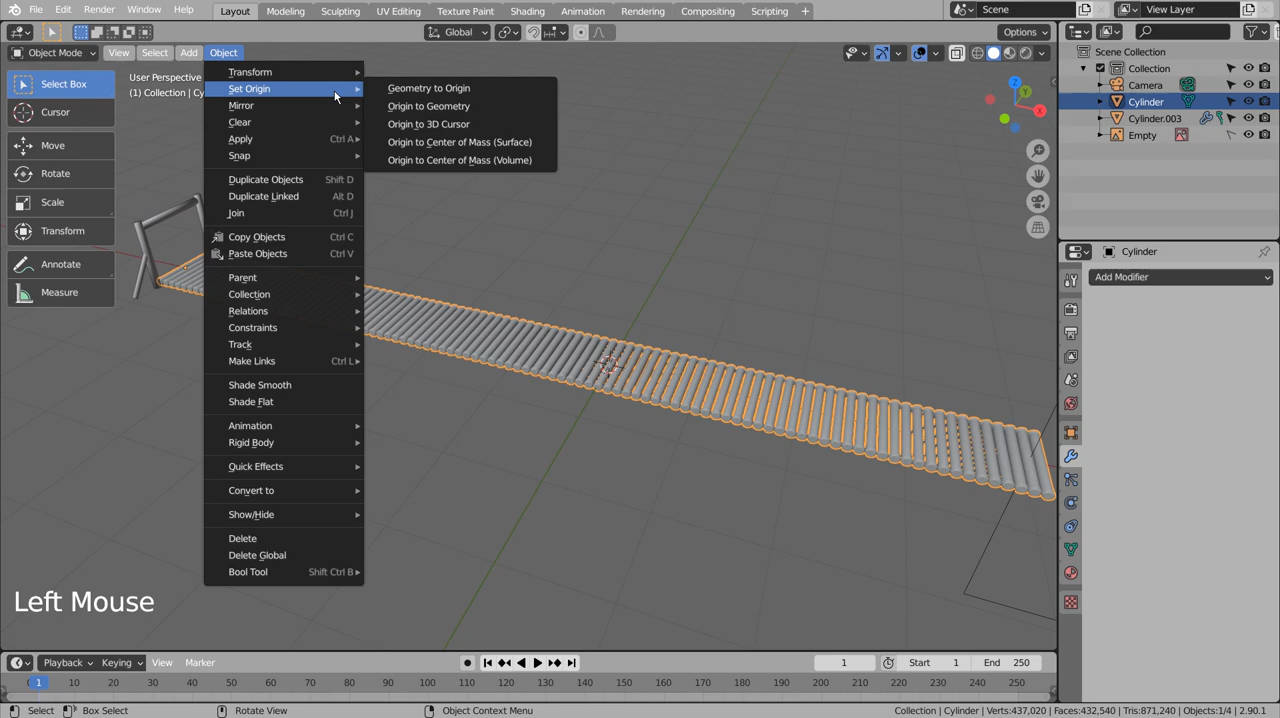 File Edit Render Window Help Layout Modeling Sculpting UV Editing Texture Paint Shading Animation Rendering Compositing Scripting + Scene View Layer
Global Options
Object Mode View Select Add Object
Select Box
Cursor
Move
Rotate
Scale
Transform
Annotate
Measure
User Perspective
(1) Collection | Cy
Transform
Set Origin
Mirror
Clear
Apply Ctrl A
Snap
Duplicate Objects Shift D
Duplicate Linked Alt D
Join Ctrl J
Copy Objects Ctrl C
Paste Objects Ctrl V
Parent
Collection
Relations
Constraints
Track
Make Links Ctrl L
Shade Smooth
Shade Flat
Animation
Rigid Body
Quick Effects
Convert to
Show/Hide
Delete
Delete Global
Bool Tool Shift Ctrl B
Geometry to Origin
Origin to Geometry
Origin to 3D Cursor
Origin to Center of Mass (Surface)
Origin to Center of Mass (Volume)
Z
Y
X
Scene Collection
Collection
Camera
Cylinder
Cylinder.003
Empty
Cylinder
Add Modifier
Left Mouse
Playback Keying View Marker 1 Start 1 End 250
1 10 20 30 40 50 60 70 80 90 100 110 120 130 140 150 160 170 180 190 200 210 220 230 240 250
Select Box Select Rotate View Object Context Menu Collection | Cylinder | Verts:437,020 | Faces:432,540 | Tris:871,240 | Objects:1/4 | 2.90.1